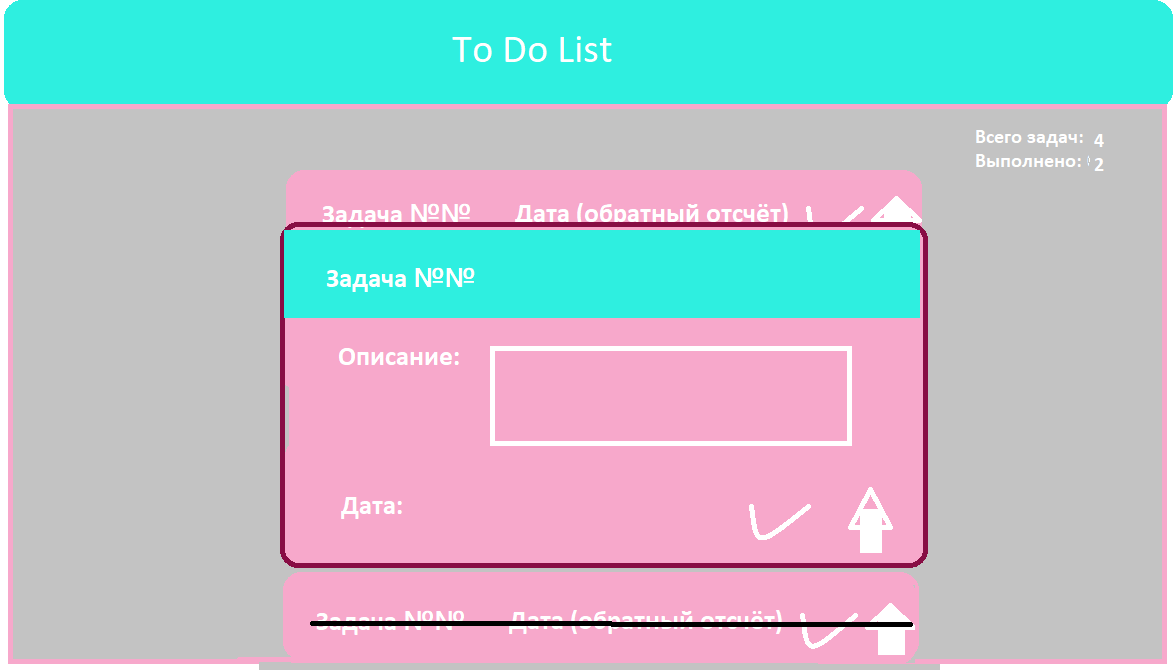 To Do List
Всего задач: 4
Выполнено: 2
Задача №№ Дата (обратный отсчёт)
Задача №№
Описание:
Дата:
Задача №№ Дата (обратный отсчёт)